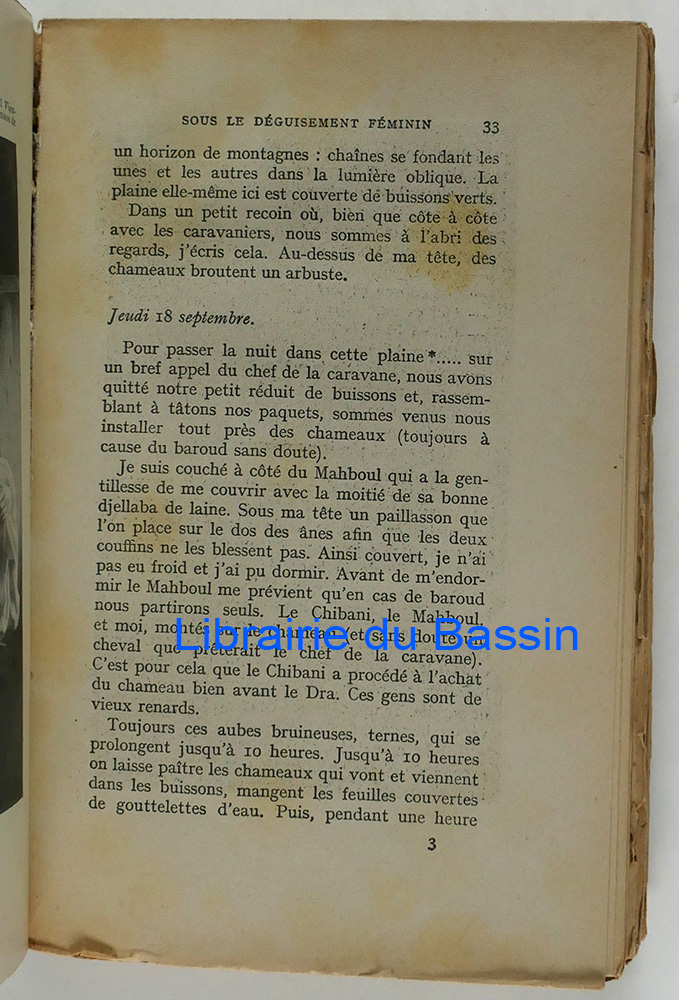 SOUS LE DÉGUISEMENT FÉMININ 33
un horizon de montagnes : chaînes se fondant les
unes et les autres dans la lumière oblique. La
plaine elle-même ici est couverte de buissons verts.
Dans un petit recoin où, bien que côte à côte
avec les caravaniers, nous sommes à l'abri des
regards, j'écris cela. Au-dessus de ma tête, des
chameaux broutent un arbuste.
Jeudi 18 septembre.
Pour passer la nuit dans cette plaine *..... sur
un bref appel du chef de la caravane, nous avons
quitté notre petit réduit de buissons et, rassem-
blant à tâtons nos paquets, sommes venus nous
installer tout près des chameaux (toujours à
cause du baroud sans doute).
Je suis couché à côté du Mahboul qui a la gen-
tillesse de me couvrir avec la moitié de sa bonne
djellaba de laine. Sous ma tête un paillasson que
l'on place sur le dos des ânes afin que les deux
couffins ne les blessent pas. Ainsi couvert, je n'ai
pas eu froid et j'ai pu dormir. Avant de m'endor-
mir le Mahboul me prévient qu'en cas de baroud
nous partirons seuls. Le Chibani, le Mahboul,
et moi, montés sur le chameau (et sans doute un
Librairie du Bassin
cheval que prêterait le chef de la caravane).
C'est pour cela que le Chibani a procédé à l'achat
du chameau bien avant le Dra. Ces gens sont de
vieux renards.
Toujours ces aubes bruineuses, ternes, qui se
prolongent jusqu'à 10 heures. Jusqu'à 10 heures
on laisse paître les chameaux qui vont et viennent
dans les buissons, mangent les feuilles couvertes
de gouttelettes d'eau. Puis, pendant une heure
3